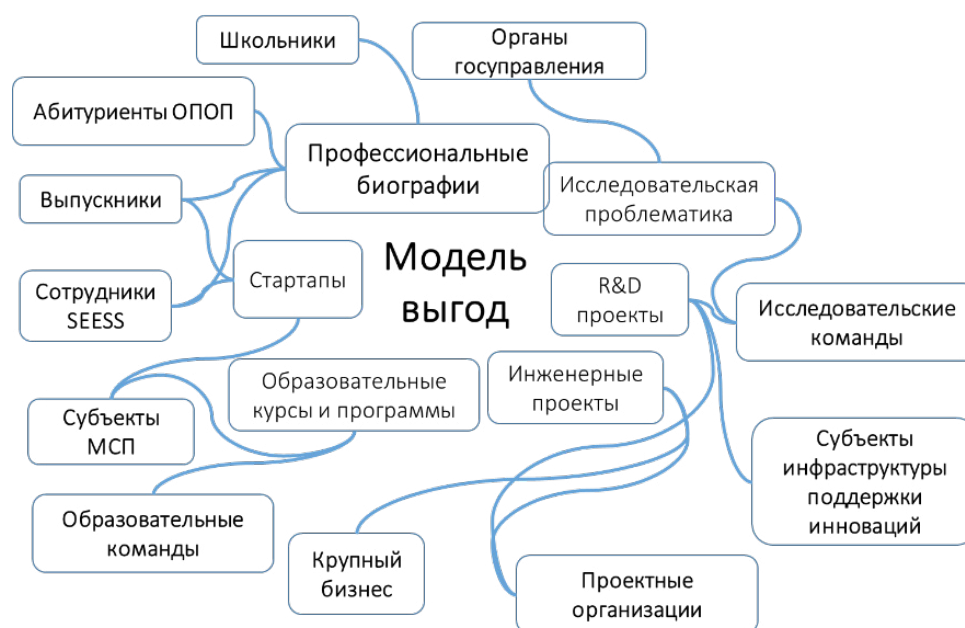 Школьники
Органы
госуправления
Абитуриенты ОПОП
Профессиональные
биографии
Исследовательская
проблематика
Выпускники
Модель
выгод
Стартапы
R&D
проекты
Сотрудники
SEESS
Исследовательские
команды
Образовательные
курсы и программы
Инженерные
проекты
Субъекты
МСП
Субъекты
инфраструктуры
поддержки
инноваций
Образовательные
команды
Крупный
бизнес
Проектные
организации